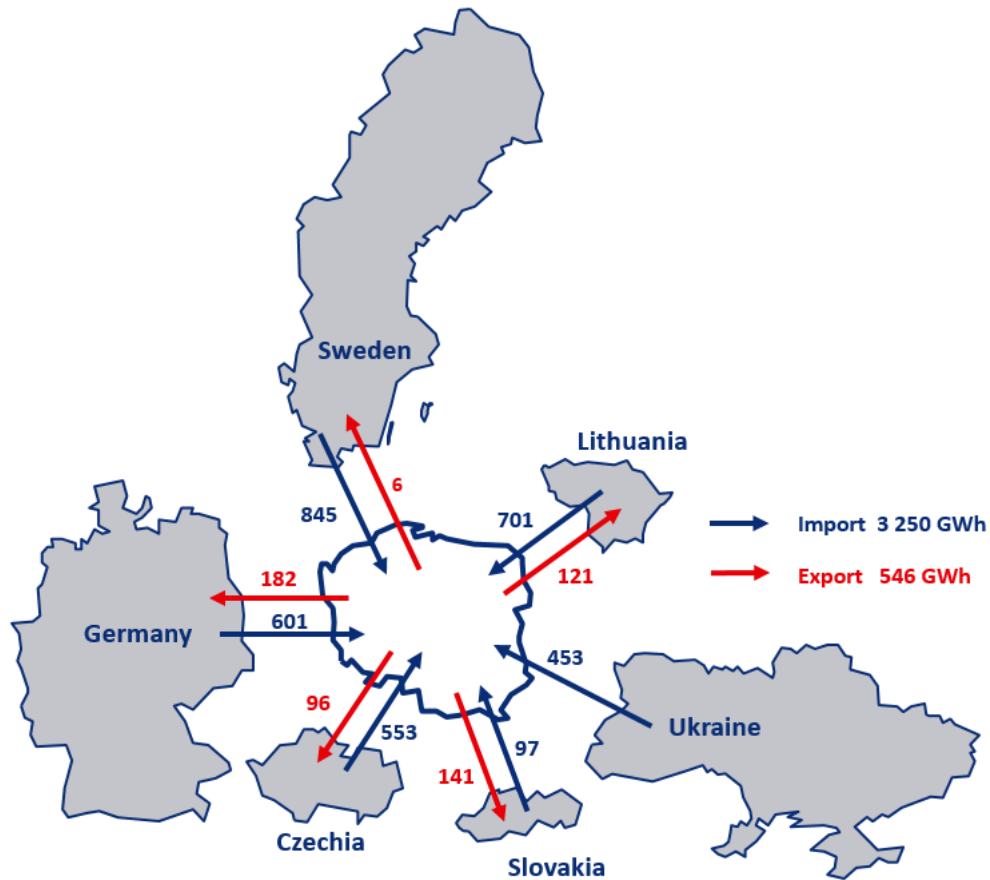 Sweden
Lithuania
845
6
701
121
Import 3 250 GWh
Export 546 GWh
182
601
Germany
453
Ukraine
96
553
97
141
Czechia
Slovakia